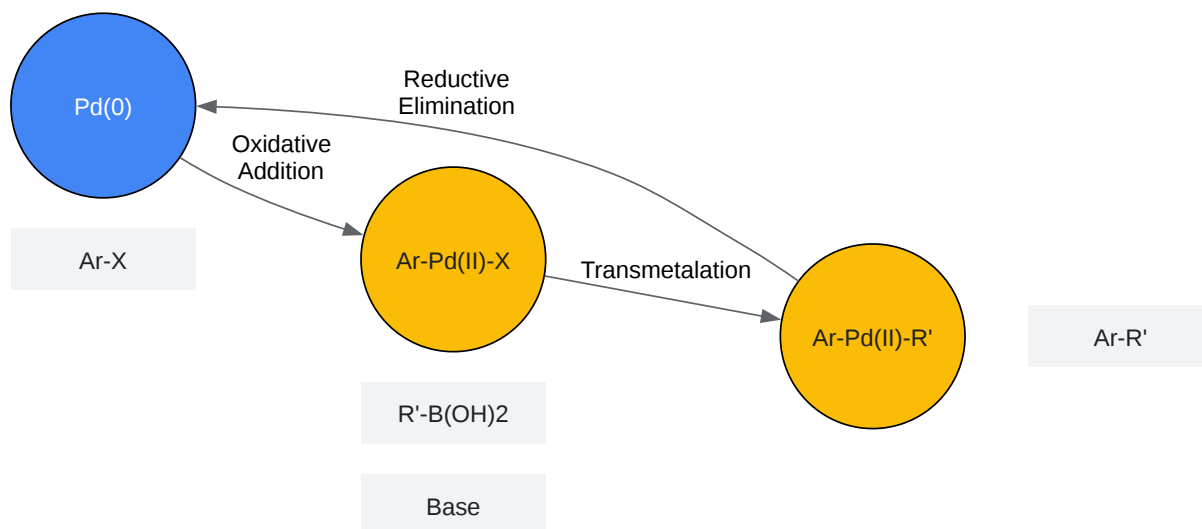 Pd(0)
Reductive
Elimination
Oxidative
Addition
Ar-X
Ar-Pd(II)-X
Transmetalation
Ar-Pd(II)-R'
Ar-R'
R'-B(OH)2
Base